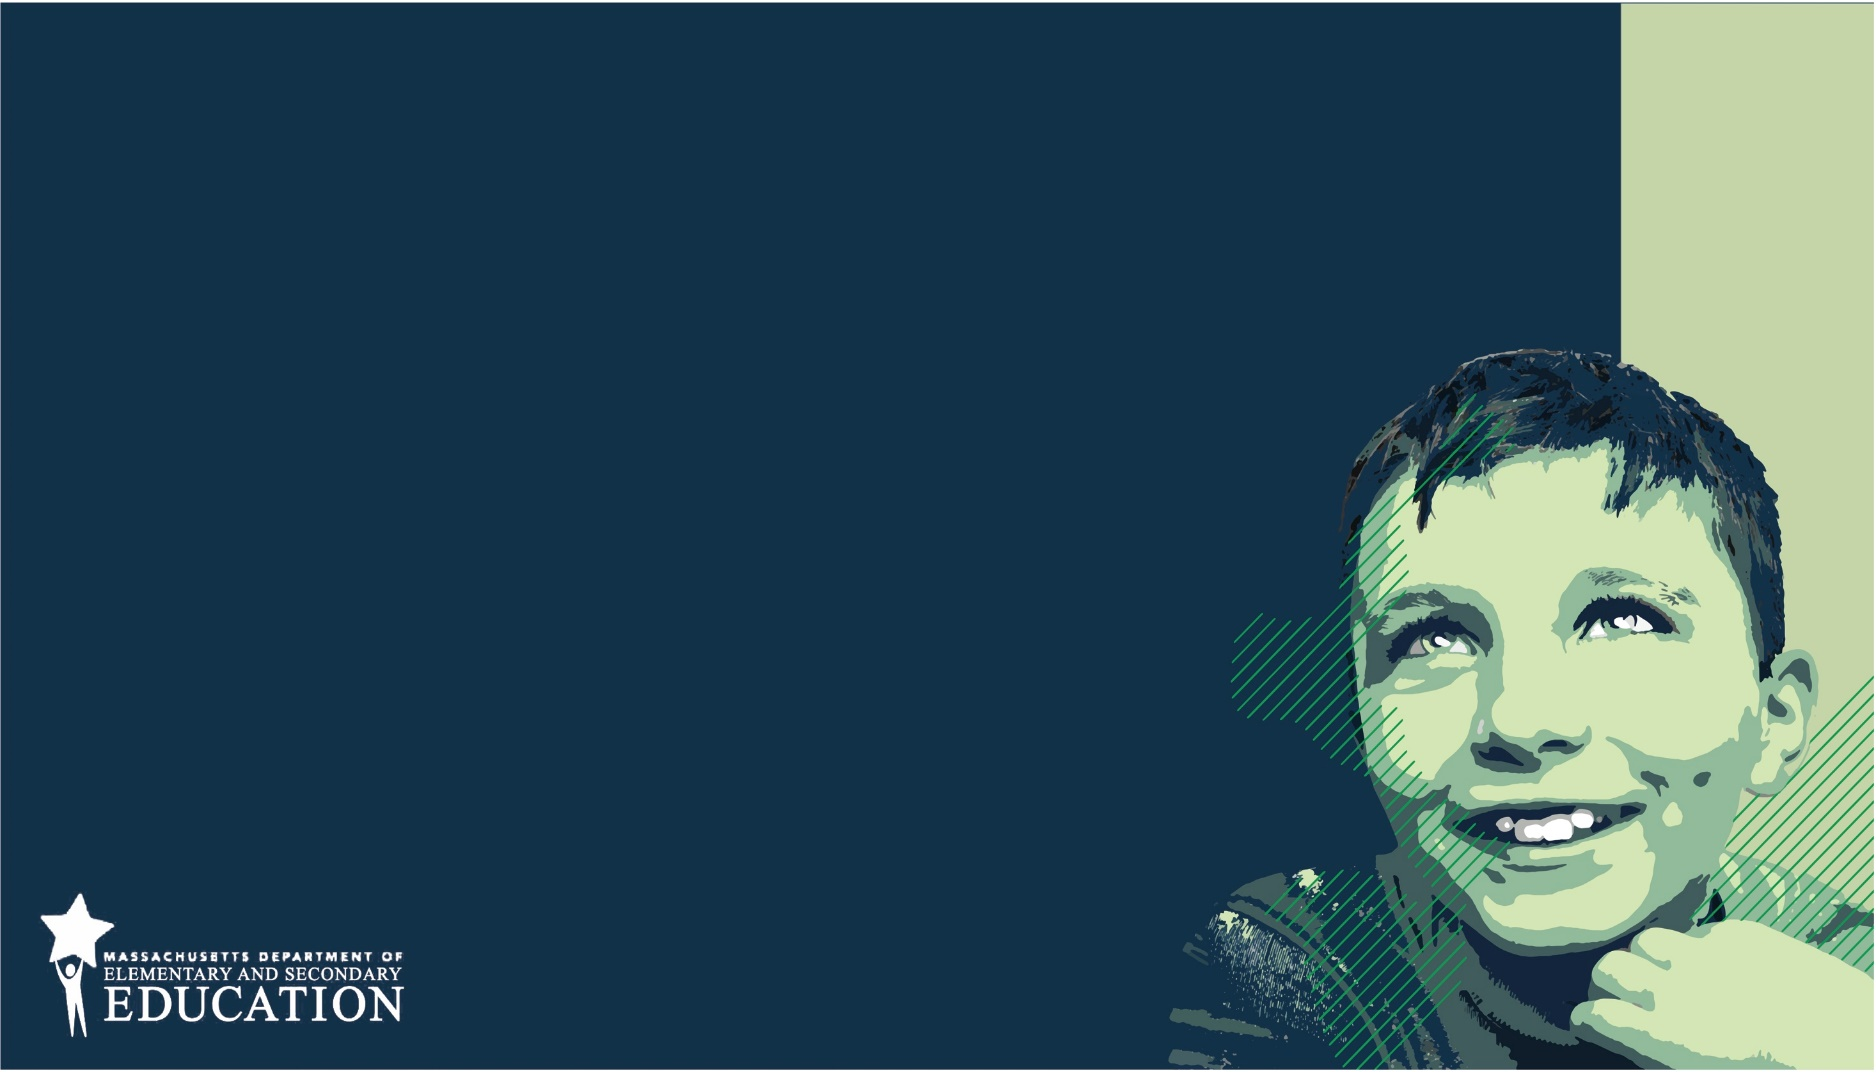 MASSACHUSETTS DEPARTMENT OF
ELEMENTARY AND SECONDARY
EDUCATION